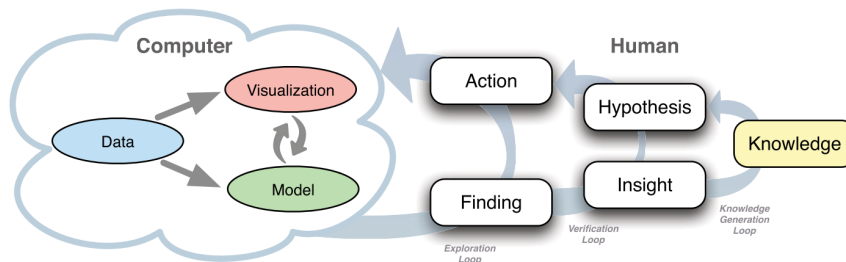 Computer
Human
Visualization
Data
Model
Action
Hypothesis
Knowledge
Finding
Insight
Exploration
Loop
Verification
Loop
Knowledge
Generation
Loop